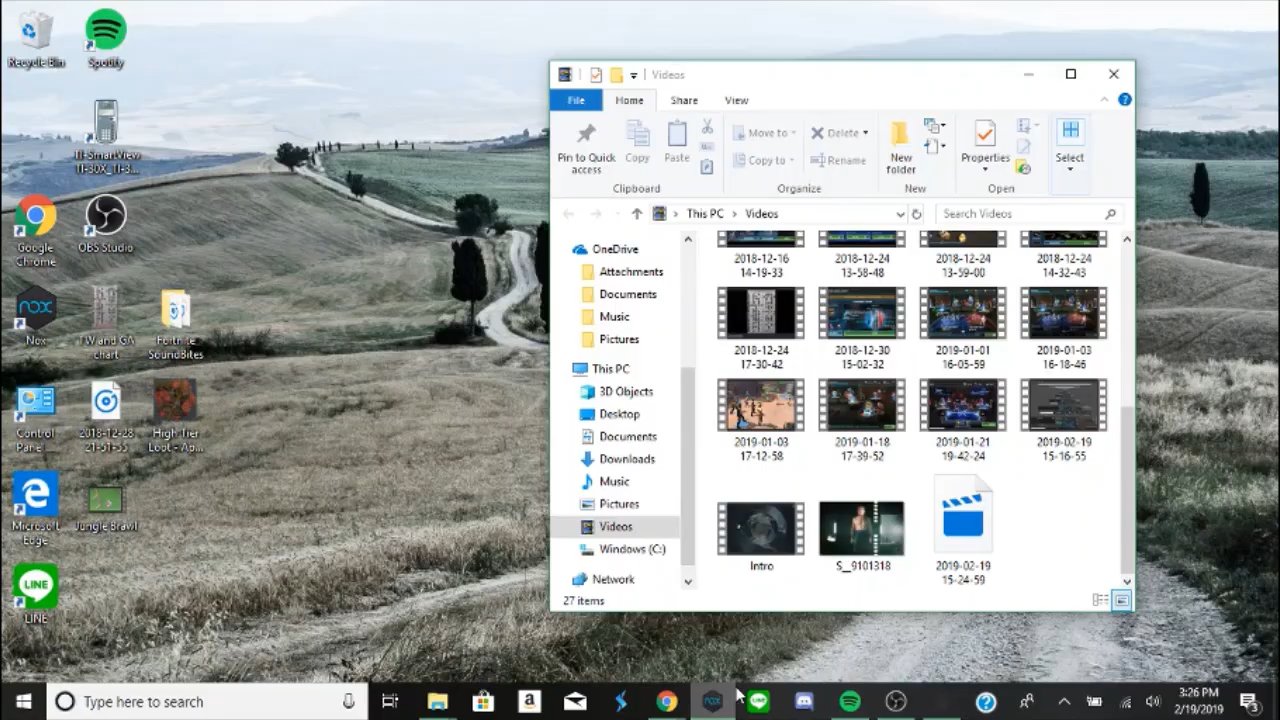 Recycle Bin
Spotify
TI-SmartView
TI-30X_TI-3...
Google
Chrome
OBS Studio
Nox
TW and GA
chart
Fortnite
SoundBites
Control
Panel
2018-12-28
21-51-55
High Tier
Loot - Ap...
Microsoft
Edge
Jungle Brawl
LINE
LINE
Videos
File
Home
Share
View
Pin to Quick
access
Copy
Paste
Move to
Copy to
Delete
Rename
New
folder
Properties
Select
Clipboard
Organize
New
Open
This PC
Videos
Search Videos
OneDrive
Attachments
Documents
Music
Pictures
This PC
3D Objects
Desktop
Documents
Downloads
Music
Pictures
Videos
Windows (C:)
Network
2018-12-16
14-19-33
2018-12-24
13-58-48
2018-12-24
13-59-00
2018-12-24
14-32-43
2018-12-24
17-30-42
2018-12-30
15-02-32
2019-01-01
16-05-59
2019-01-03
16-18-46
2019-01-03
17-12-58
2019-01-18
17-39-52
2019-01-21
19-42-24
2019-02-19
15-16-55
Intro
S__9101318
2019-02-19
15-24-59
27 items
Type here to search
3:26 PM
2/19/2019